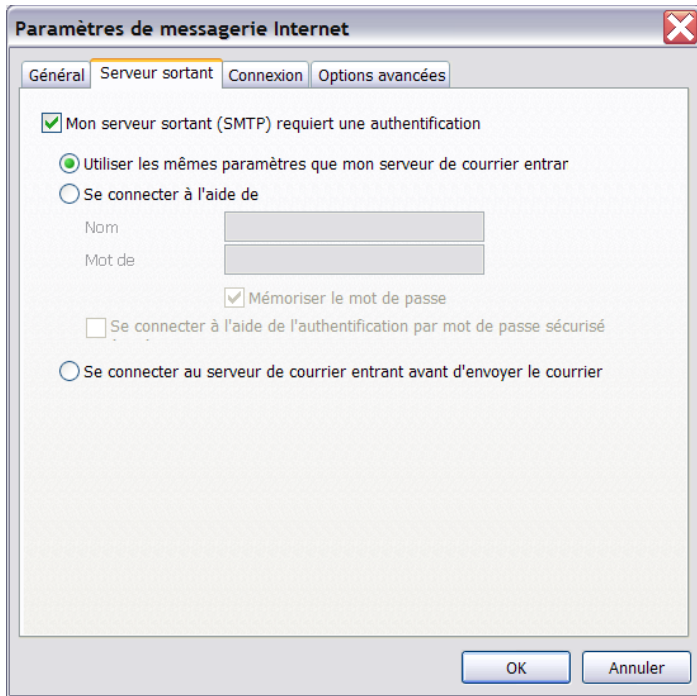 Paramètres de messagerie Internet
Général Serveur sortant Connexion Options avancées
Mon serveur sortant (SMTP) requiert une authentification
Utiliser les mêmes paramètres que mon serveur de courrier entrar
Se connecter à l'aide de
Nom
Mot de
Mémoriser le mot de passe
Se connecter à l'aide de l'authentification par mot de passe sécurisé
Se connecter au serveur de courrier entrant avant d'envoyer le courrier
OK Annuler